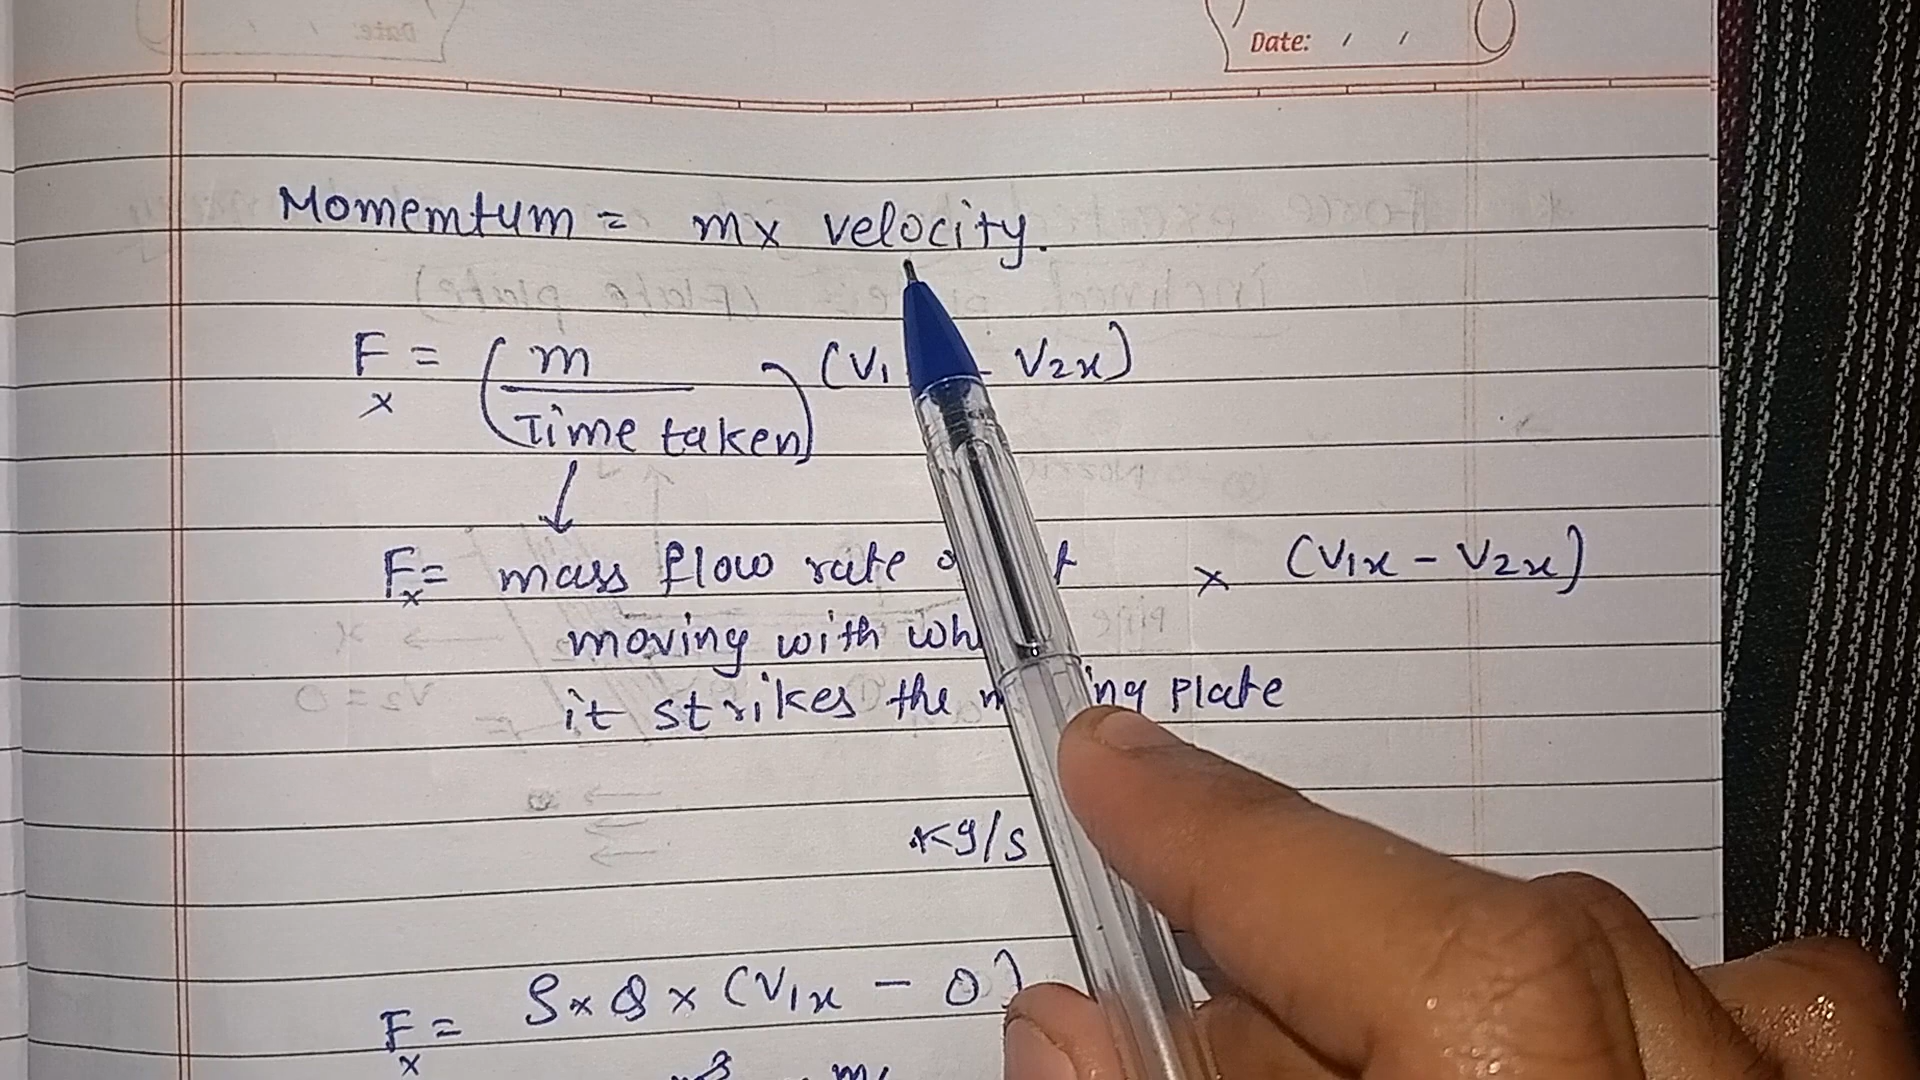 Date: / /
Momemtum = m x velocity.
F x = (m / Time taken) (V1 - V2x)
↓
Fx = mass flow rate x (V1x - V2x)
moving with
it strikes the plate
Kg/s
F x = ρ x Q x (V1x - 0)